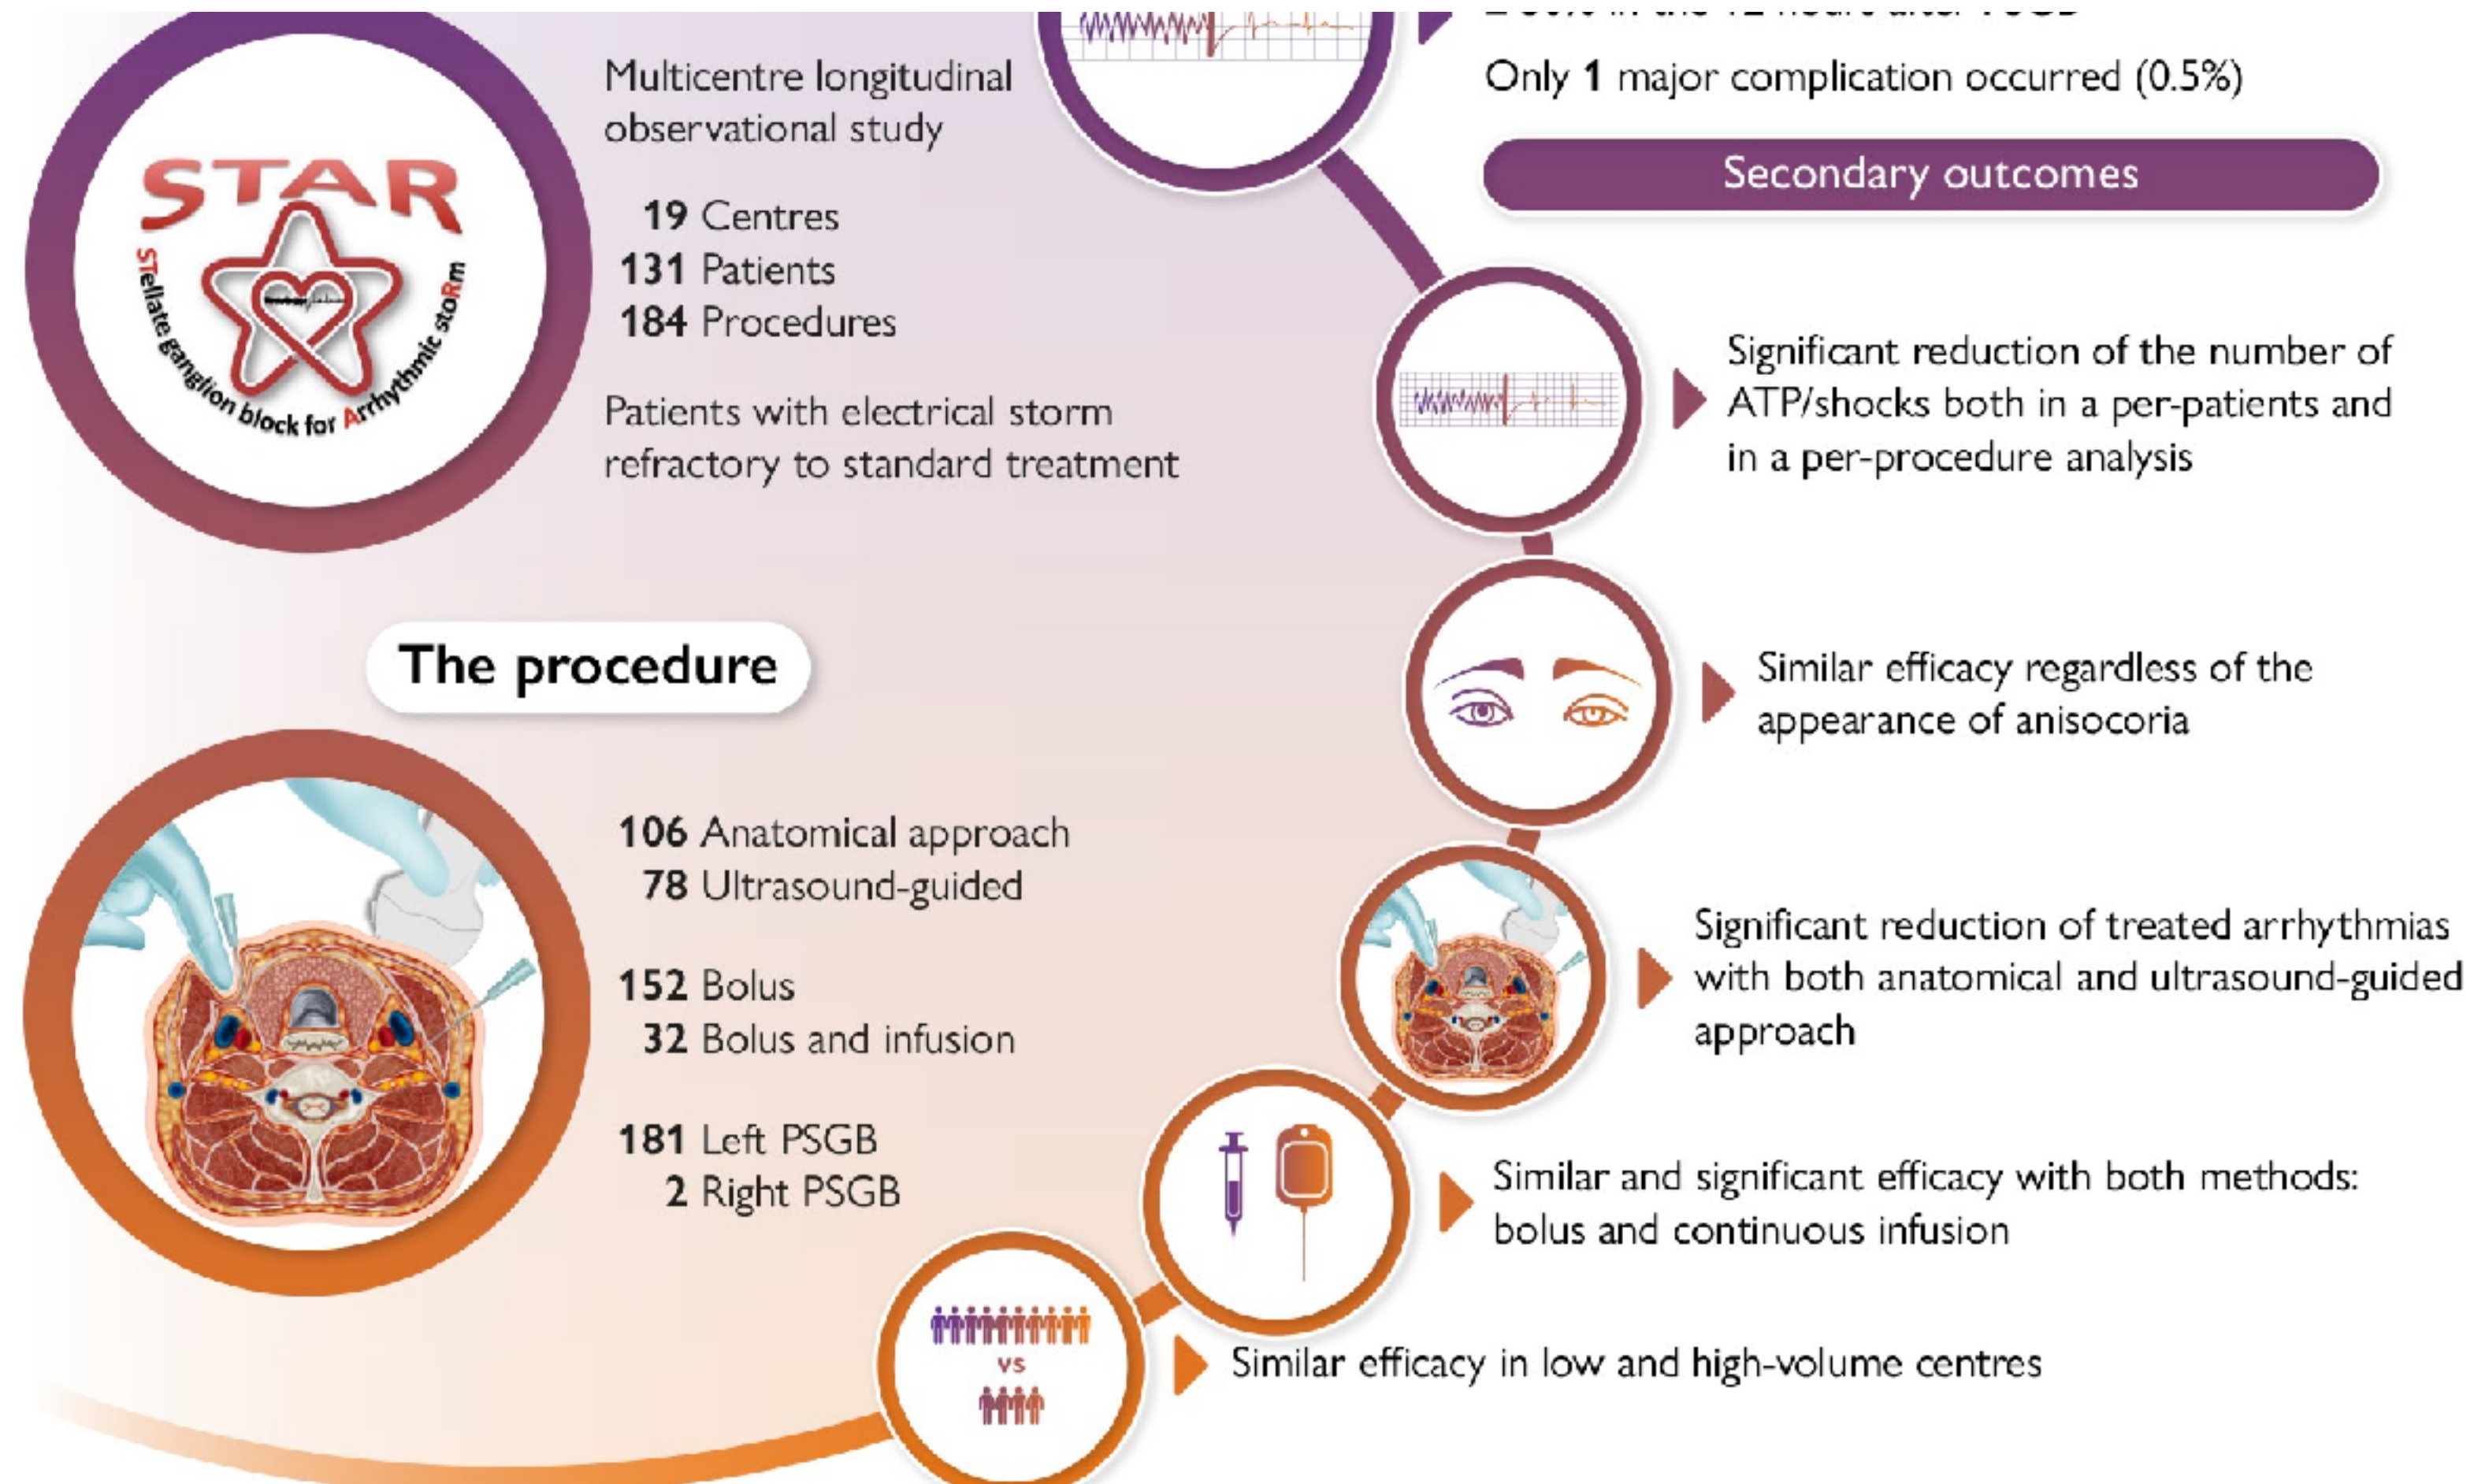 STAR
STellate ganglion block for Arrhythmic stoRm
Multicentre longitudinal
observational study
19 Centres
131 Patients
184 Procedures
Patients with electrical storm
refractory to standard treatment
The procedure
106 Anatomical approach
78 Ultrasound-guided
152 Bolus
32 Bolus and infusion
181 Left PSGB
2 Right PSGB
Only 1 major complication occurred (0.5%)
Secondary outcomes
Significant reduction of the number of
ATP/shocks both in a per-patients and
in a per-procedure analysis
Similar efficacy regardless of the
appearance of anisocoria
Significant reduction of treated arrhythmias
with both anatomical and ultrasound-guided
approach
Similar and significant efficacy with both methods:
bolus and continuous infusion
vs
Similar efficacy in low and high-volume centres